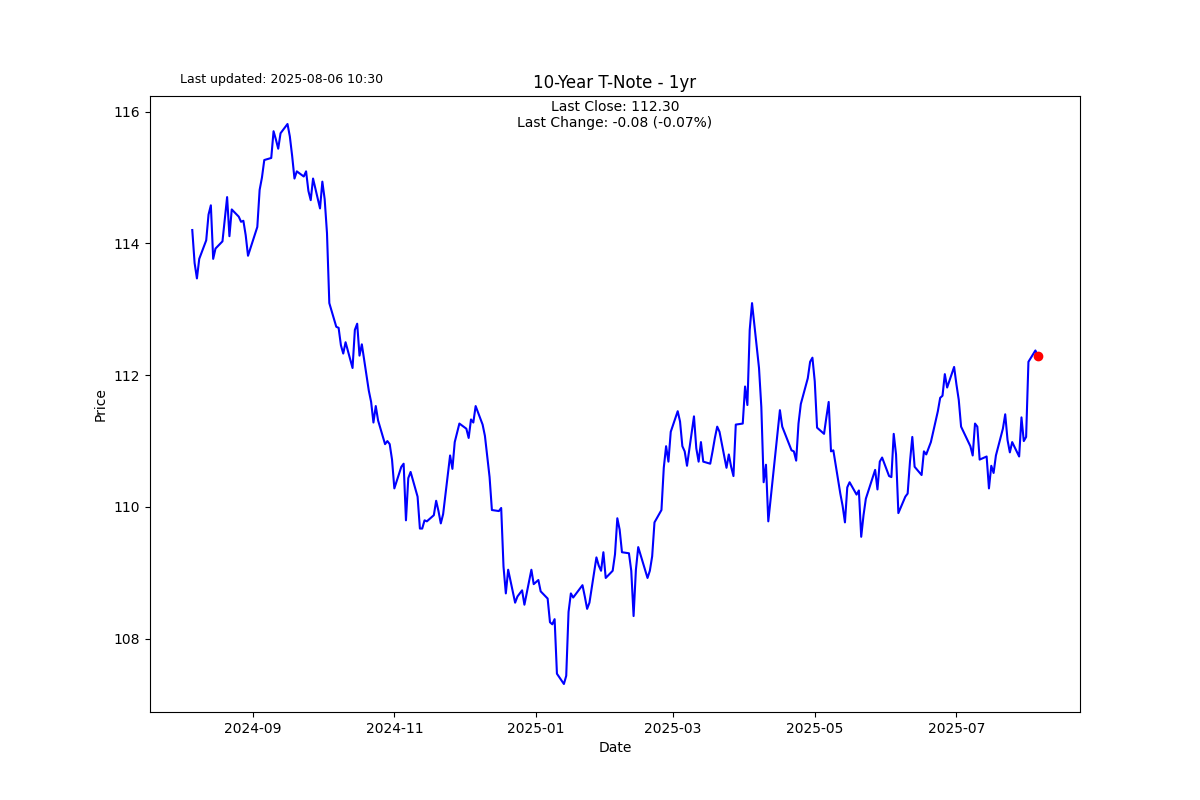 Last updated: 2025-08-06 10:30
10-Year T-Note - 1yr
Last Close: 112.30
Last Change: -0.08 (-0.07%)
116
114
112
110
108
Price
2024-09
2024-11
2025-01
2025-03
2025-05
2025-07
Date